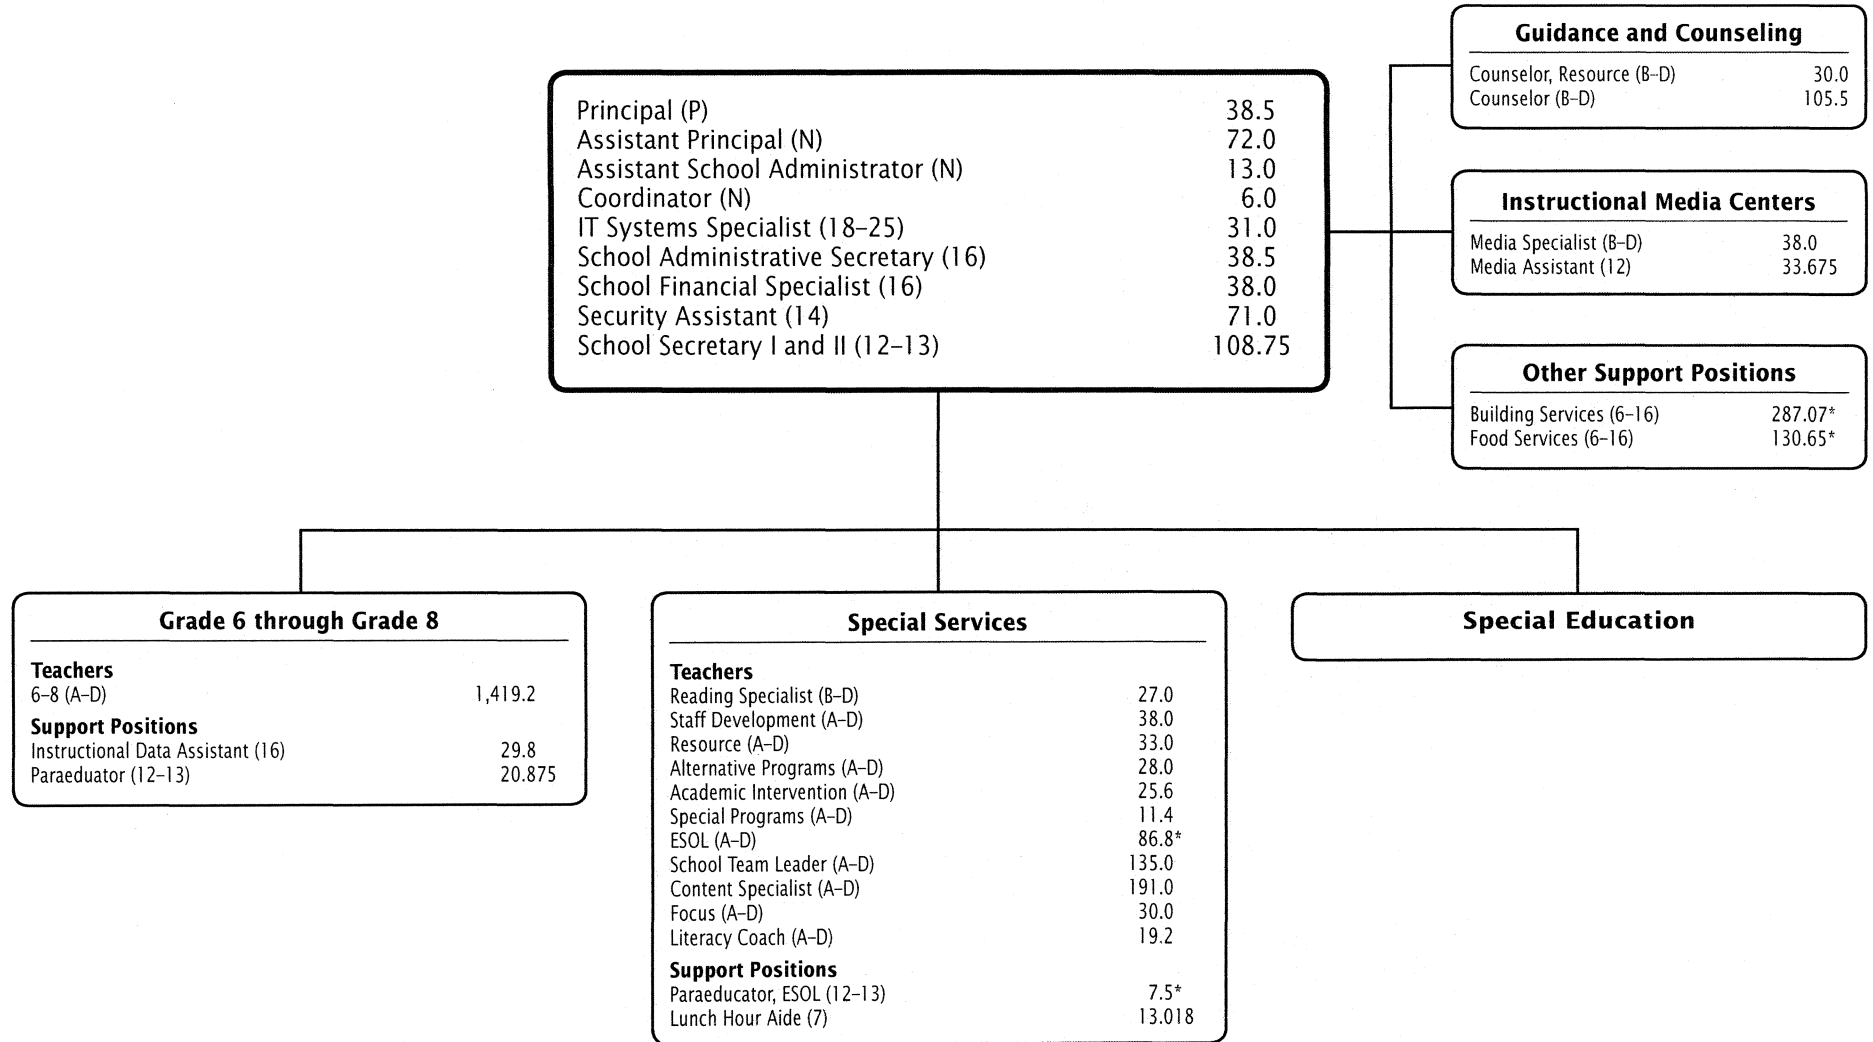 Principal (P) 38.5
Assistant Principal (N) 72.0
Assistant School Administrator (N) 13.0
Coordinator (N) 6.0
IT Systems Specialist (18–25) 31.0
School Administrative Secretary (16) 38.5
School Financial Specialist (16) 38.0
Security Assistant (14) 71.0
School Secretary I and II (12–13) 108.75
Guidance and Counseling
Counselor, Resource (B–D) 30.0
Counselor (B–D) 105.5
Instructional Media Centers
Media Specialist (B–D) 38.0
Media Assistant (12) 33.675
Other Support Positions
Building Services (6–16) 287.07*
Food Services (6–16) 130.65*
Grade 6 through Grade 8
Teachers
6–8 (A–D) 1,419.2
Support Positions
Instructional Data Assistant (16) 29.8
Paraeduator (12–13) 20.875
Special Services
Teachers
Reading Specialist (B–D) 27.0
Staff Development (A–D) 38.0
Resource (A–D) 33.0
Alternative Programs (A–D) 28.0
Academic Intervention (A–D) 25.6
Special Programs (A–D) 11.4
ESOL (A–D) 86.8*
School Team Leader (A–D) 135.0
Content Specialist (A–D) 191.0
Focus (A–D) 30.0
Literacy Coach (A–D) 19.2
Support Positions
Paraeducator, ESOL (12–13) 7.5*
Lunch Hour Aide (7) 13.018
Special Education